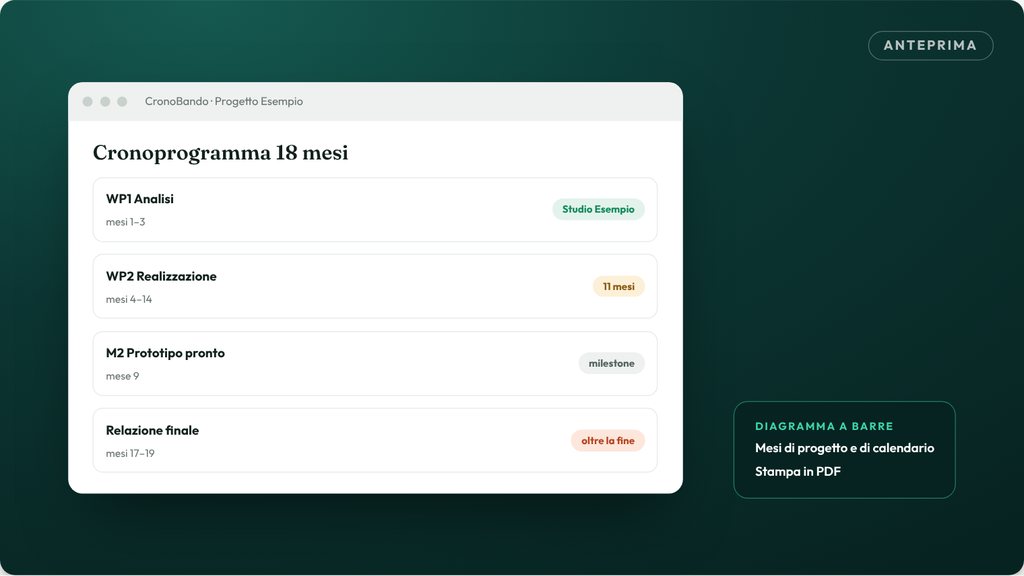 ANTEPRIMA
CronoBando · Progetto Esempio
Cronoprogramma 18 mesi
WP1 Analisi
mesi 1–3
Studio Esempio
WP2 Realizzazione
mesi 4–14
11 mesi
M2 Prototipo pronto
mese 9
milestone
Relazione finale
mesi 17–19
oltre la fine
DIAGRAMMA A BARRE
Mesi di progetto e di calendario
Stampa in PDF